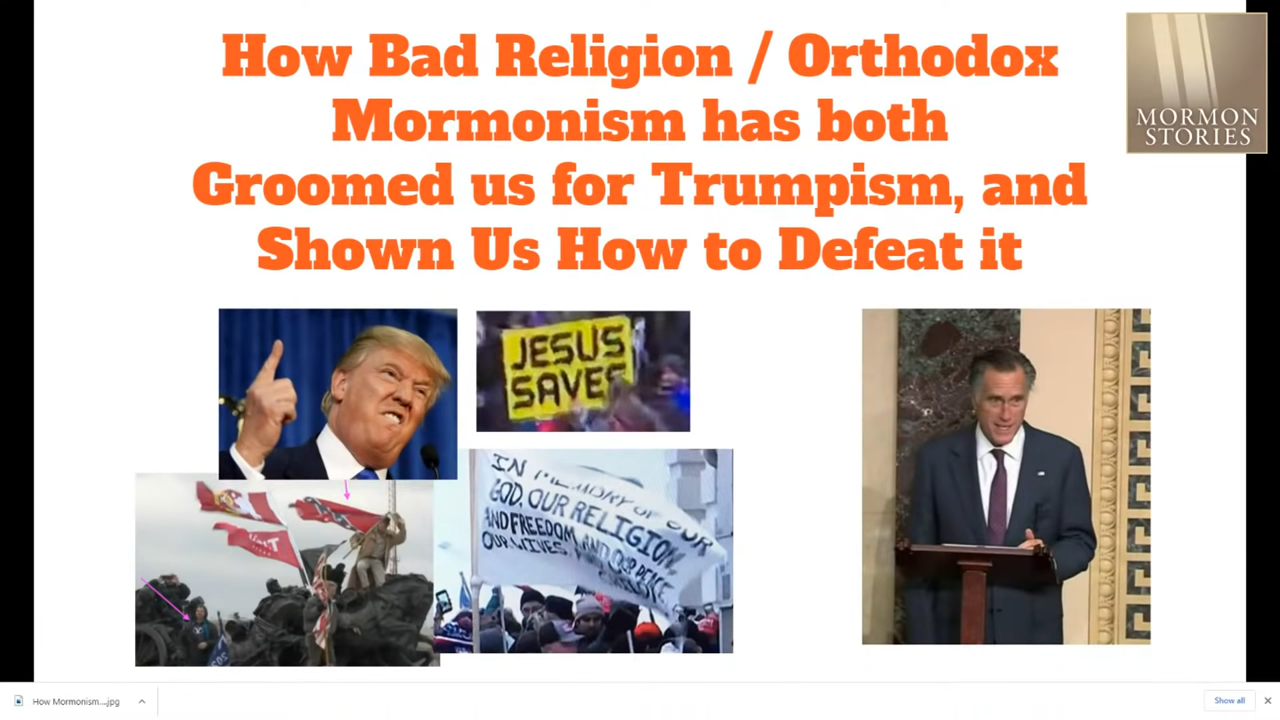 How Bad Religion / Orthodox
Mormonism has both
Groomed us for Trumpism, and
Shown Us How to Defeat it
MORMON
STORIES
JESUS
SAVES
IN MEMORY OF OUR
GOD, OUR RELIGION,
AND FREEDOM, AND OUR PEACE,
OUR WIVES,
How Mormonism....jpg
Show all